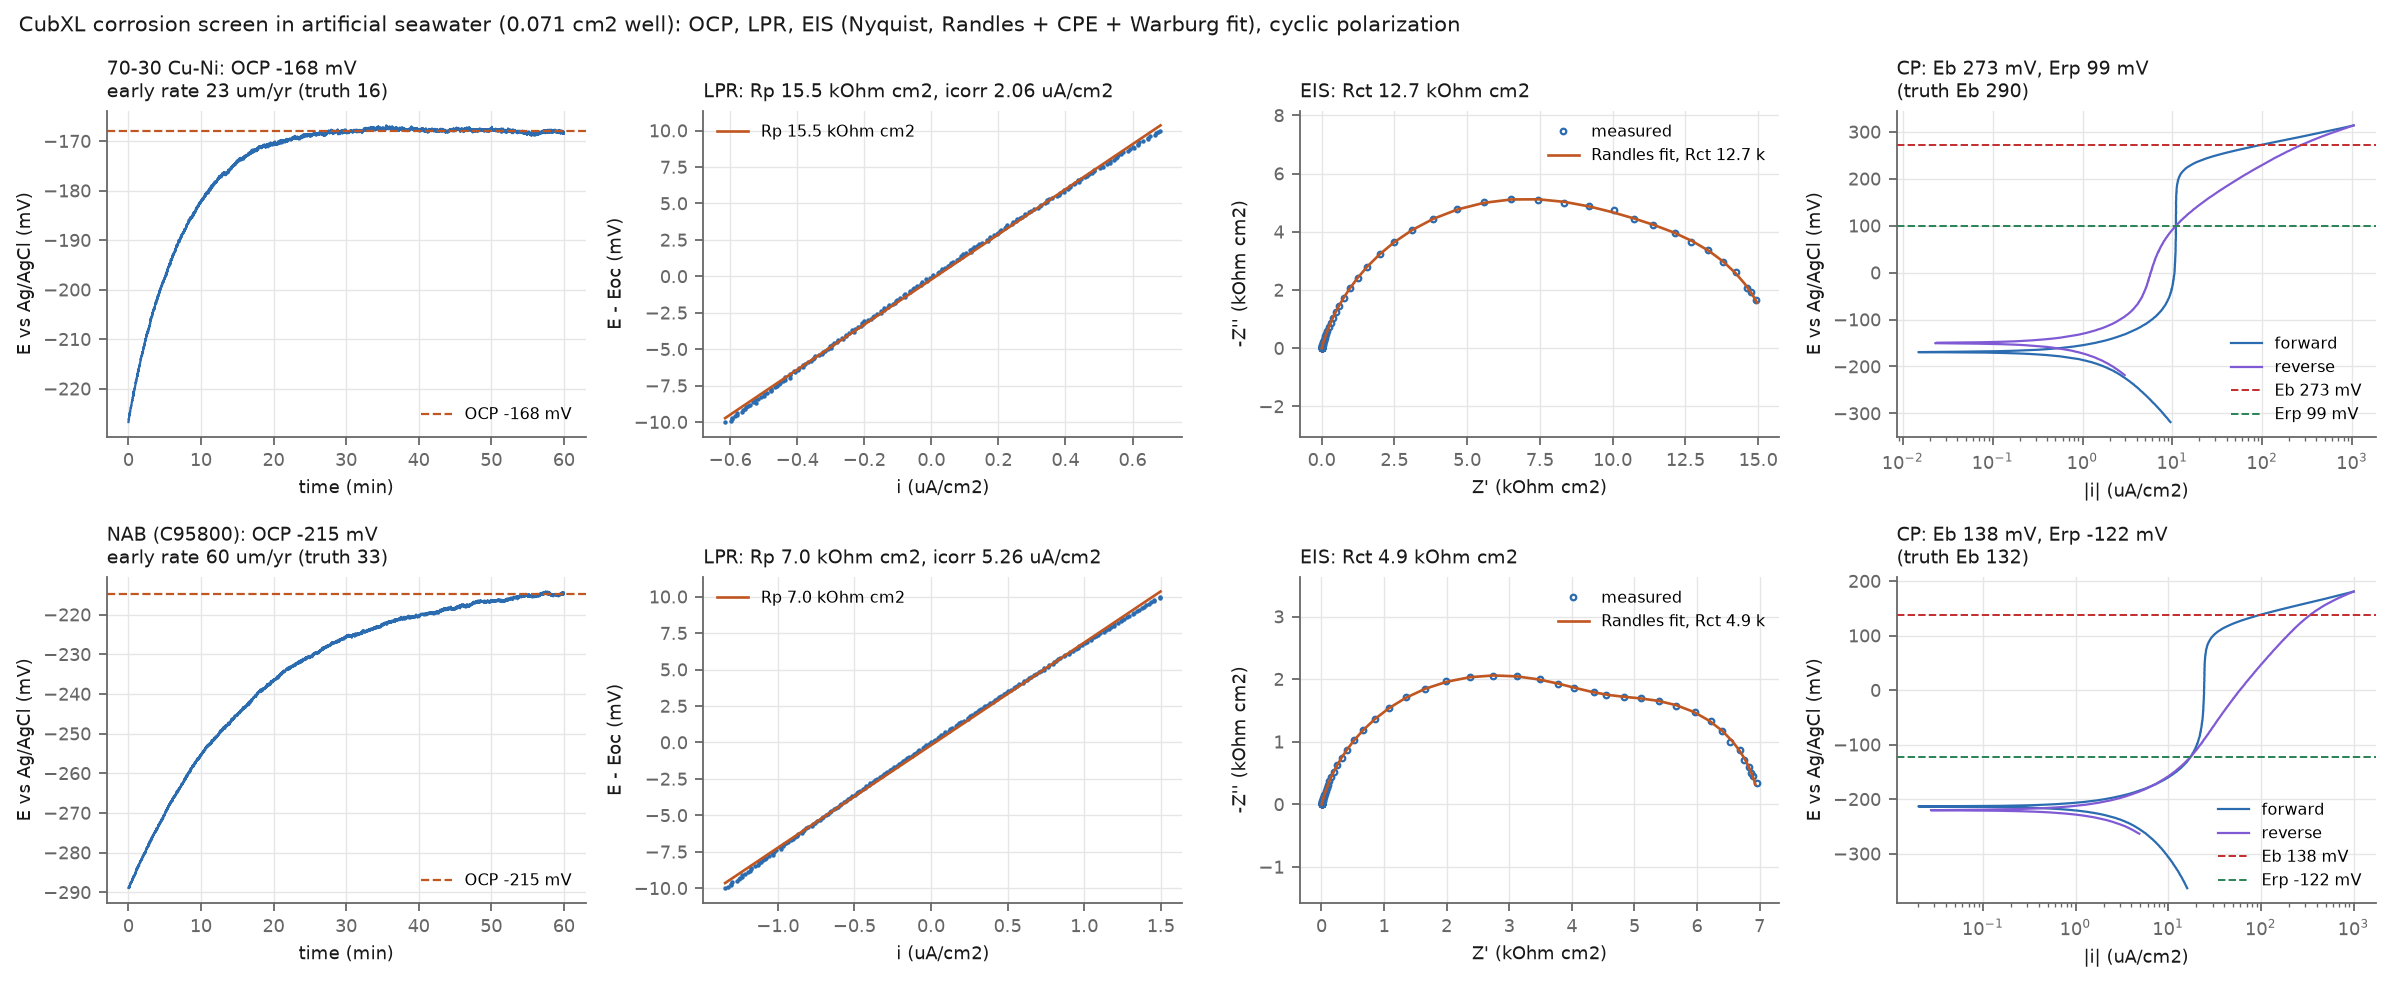 CubXL corrosion screen in artificial seawater (0.071 cm2 well): OCP, LPR, EIS (Nyquist, Randles + CPE + Warburg fit), cyclic polarization
70-30 Cu-Ni: OCP -168 mV
early rate 23 um/yr (truth 16)
E vs Ag/AgCl (mV)
−170
−180
−190
−200
−210
−220
OCP -168 mV
0 10 20 30 40 50 60
time (min)
LPR: Rp 15.5 kOhm cm2, icorr 2.06 uA/cm2
E - Eoc (mV)
10.0
7.5
5.0
2.5
0.0
−2.5
−5.0
−7.5
−10.0
Rp 15.5 kOhm cm2
−0.6 −0.4 −0.2 0.0 0.2 0.4 0.6
i (uA/cm2)
EIS: Rct 12.7 kOhm cm2
-Z'' (kOhm cm2)
8
6
4
2
0
−2
measured
Randles fit, Rct 12.7 k
0.0 2.5 5.0 7.5 10.0 12.5 15.0
Z' (kOhm cm2)
CP: Eb 273 mV, Erp 99 mV
(truth Eb 290)
E vs Ag/AgCl (mV)
300
200
100
0
−100
−200
−300
forward
reverse
Eb 273 mV
Erp 99 mV
10⁻² 10⁻¹ 10⁰ 10¹ 10² 10³
|i| (uA/cm2)
NAB (C95800): OCP -215 mV
early rate 60 um/yr (truth 33)
E vs Ag/AgCl (mV)
−220
−230
−240
−250
−260
−270
−280
−290
OCP -215 mV
0 10 20 30 40 50 60
time (min)
LPR: Rp 7.0 kOhm cm2, icorr 5.26 uA/cm2
E - Eoc (mV)
10.0
7.5
5.0
2.5
0.0
−2.5
−5.0
−7.5
−10.0
Rp 7.0 kOhm cm2
−1.0 −0.5 0.0 0.5 1.0 1.5
i (uA/cm2)
EIS: Rct 4.9 kOhm cm2
-Z'' (kOhm cm2)
3
2
1
0
−1
measured
Randles fit, Rct 4.9 k
0 1 2 3 4 5 6 7
Z' (kOhm cm2)
CP: Eb 138 mV, Erp -122 mV
(truth Eb 132)
E vs Ag/AgCl (mV)
200
100
0
−100
−200
−300
forward
reverse
Eb 138 mV
Erp -122 mV
10⁻¹ 10⁰ 10¹ 10² 10³
|i| (uA/cm2)